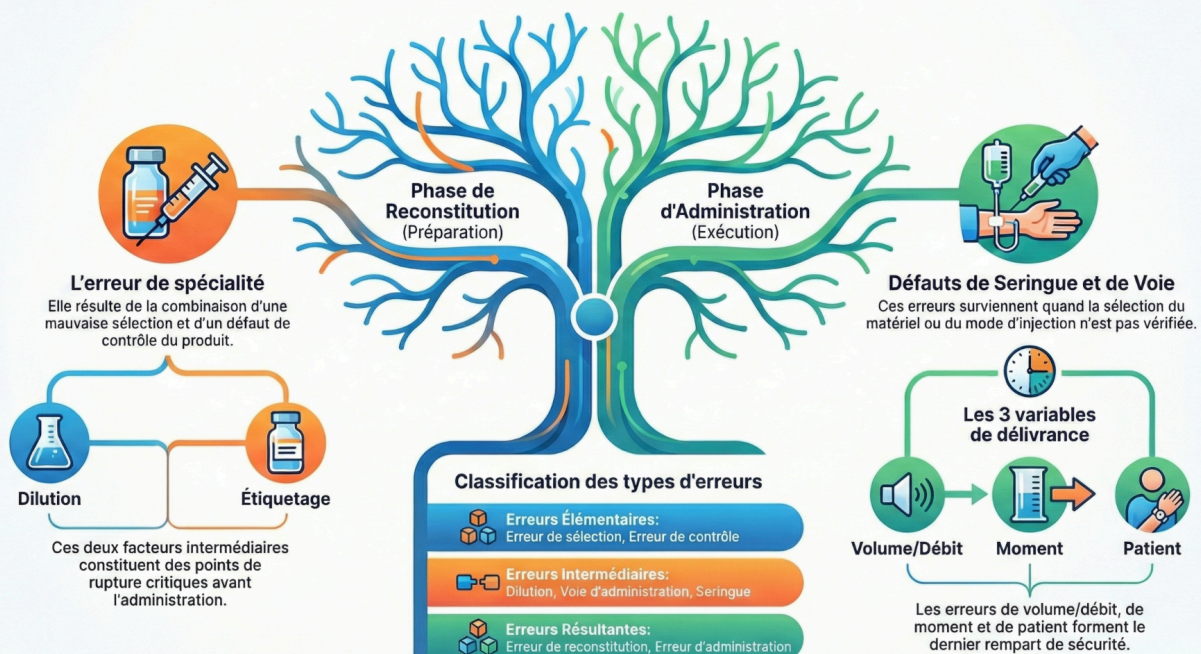 Phase de
Reconstitution
(Préparation)
Phase
d'Administration
(Exécution)
L'erreur de spécialité
Elle résulte de la combinaison d'une
mauvaise sélection et d'un défaut de
contrôle du produit.
Dilution
Étiquetage
Ces deux facteurs intermédiaires
constituent des points de
rupture critiques avant
l'administration.
Classification des types d'erreurs
Erreurs Élémentaires:
Erreur de sélection, Erreur de contrôle
Erreurs Intermédiaires:
Dilution, Voie d'administration, Seringue
Erreurs Résultantes:
Erreur de reconstitution, Erreur d'administration
Défauts de Seringue et de Voie
Ces erreurs surviennent quand la sélection du
matériel ou du mode d'injection n'est pas vérifiée.
Les 3 variables
de délivrance
Volume/Débit
Moment
Patient
Les erreurs de volume/débit, de
moment et de patient forment le
dernier rempart de sécurité.